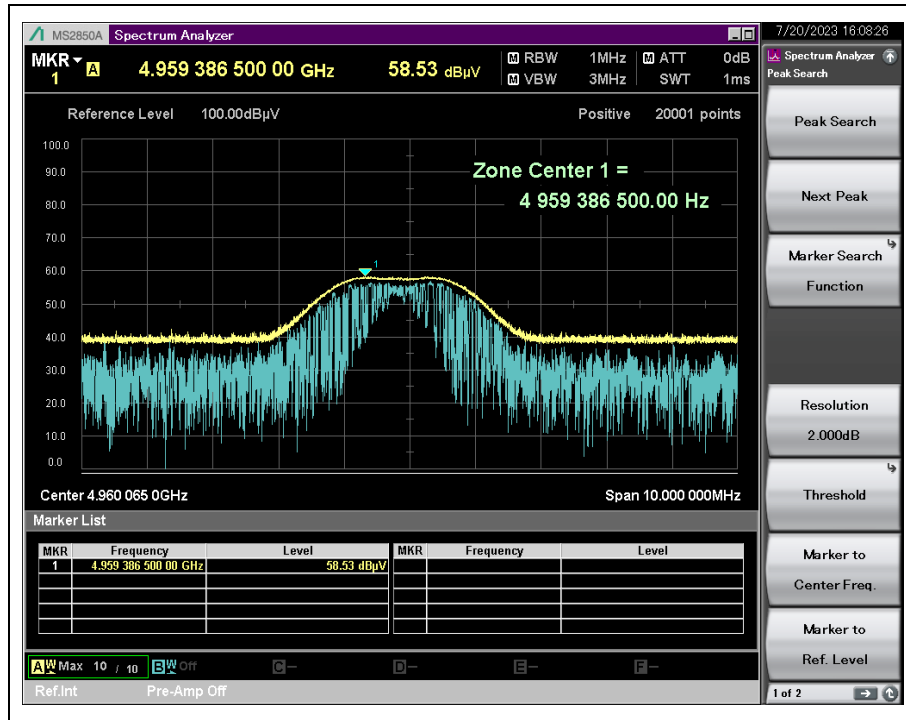 MS2850A Spectrum Analyzer
7/20/2023 16:08:26
MKR 1 A 4.959 386 500 00 GHz 58.53 dBµV
M RBW 1MHz M ATT 0dB
M VBW 3MHz SWT 1ms
Spectrum Analyzer
Peak Search
Reference Level 100.00dBµV Positive 20001 points
Zone Center 1 =
4 959 386 500.00 Hz
100.0
90.0
80.0
70.0
60.0
50.0
40.0
30.0
20.0
10.0
0.0
1
Center 4.960 065 0GHz Span 10.000 000MHz
Marker List
MKR Frequency Level MKR Frequency Level
1 4.959 386 500 00 GHz 58.53 dBµV
A W Max 10 / 10 B W Off C- D- E- F-
Ref.Int Pre-Amp Off
Peak Search
Next Peak
Marker Search
Function
Resolution
2.000dB
Threshold
Marker to
Center Freq.
Marker to
Ref. Level
1 of 2